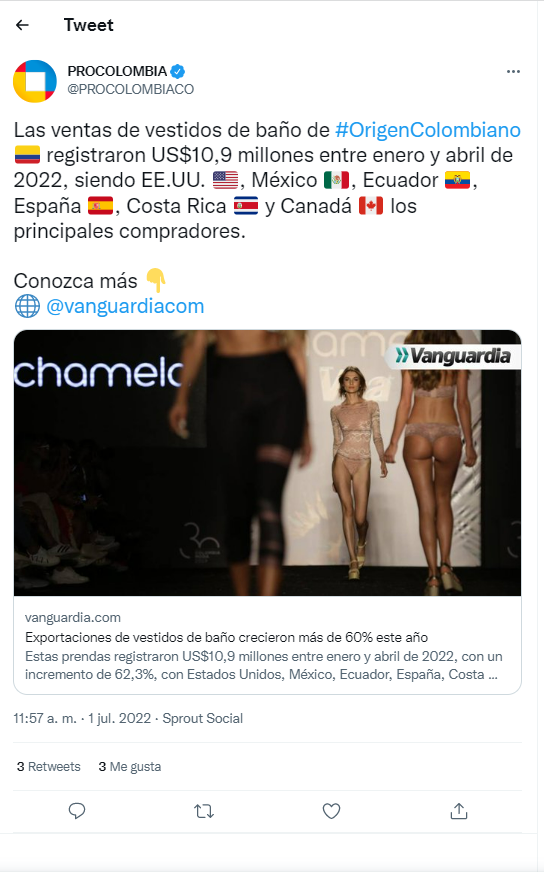 Tweet
PROCOLOMBIA
@PROCOLOMBIACO
Las ventas de vestidos de baño de #OrigenColombiano
registraron US$10,9 millones entre enero y abril de
2022, siendo EE.UU. , México , Ecuador ,
España , Costa Rica y Canadá los
principales compradores.
Conozca más
@vanguardiacom
Vanguardia
vanguardia.com
Exportaciones de vestidos de baño crecieron más de 60% este año
Estas prendas registraron US$10,9 millones entre enero y abril de 2022, con un
incremento de 62,3%, con Estados Unidos, México, Ecuador, España, Costa ...
11:57 a. m. · 1 jul. 2022 · Sprout Social
3 Retweets 3 Me gusta